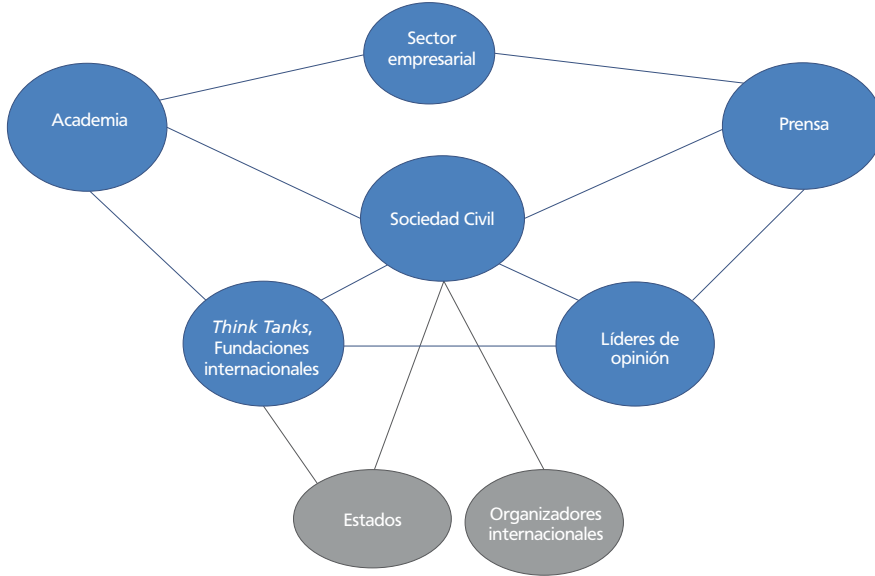 Sector
empresarial
Academia
Prensa
Sociedad Civil
Think Tanks,
Fundaciones
internacionales
Líderes de
opinión
Estados
Organizadores
internacionales